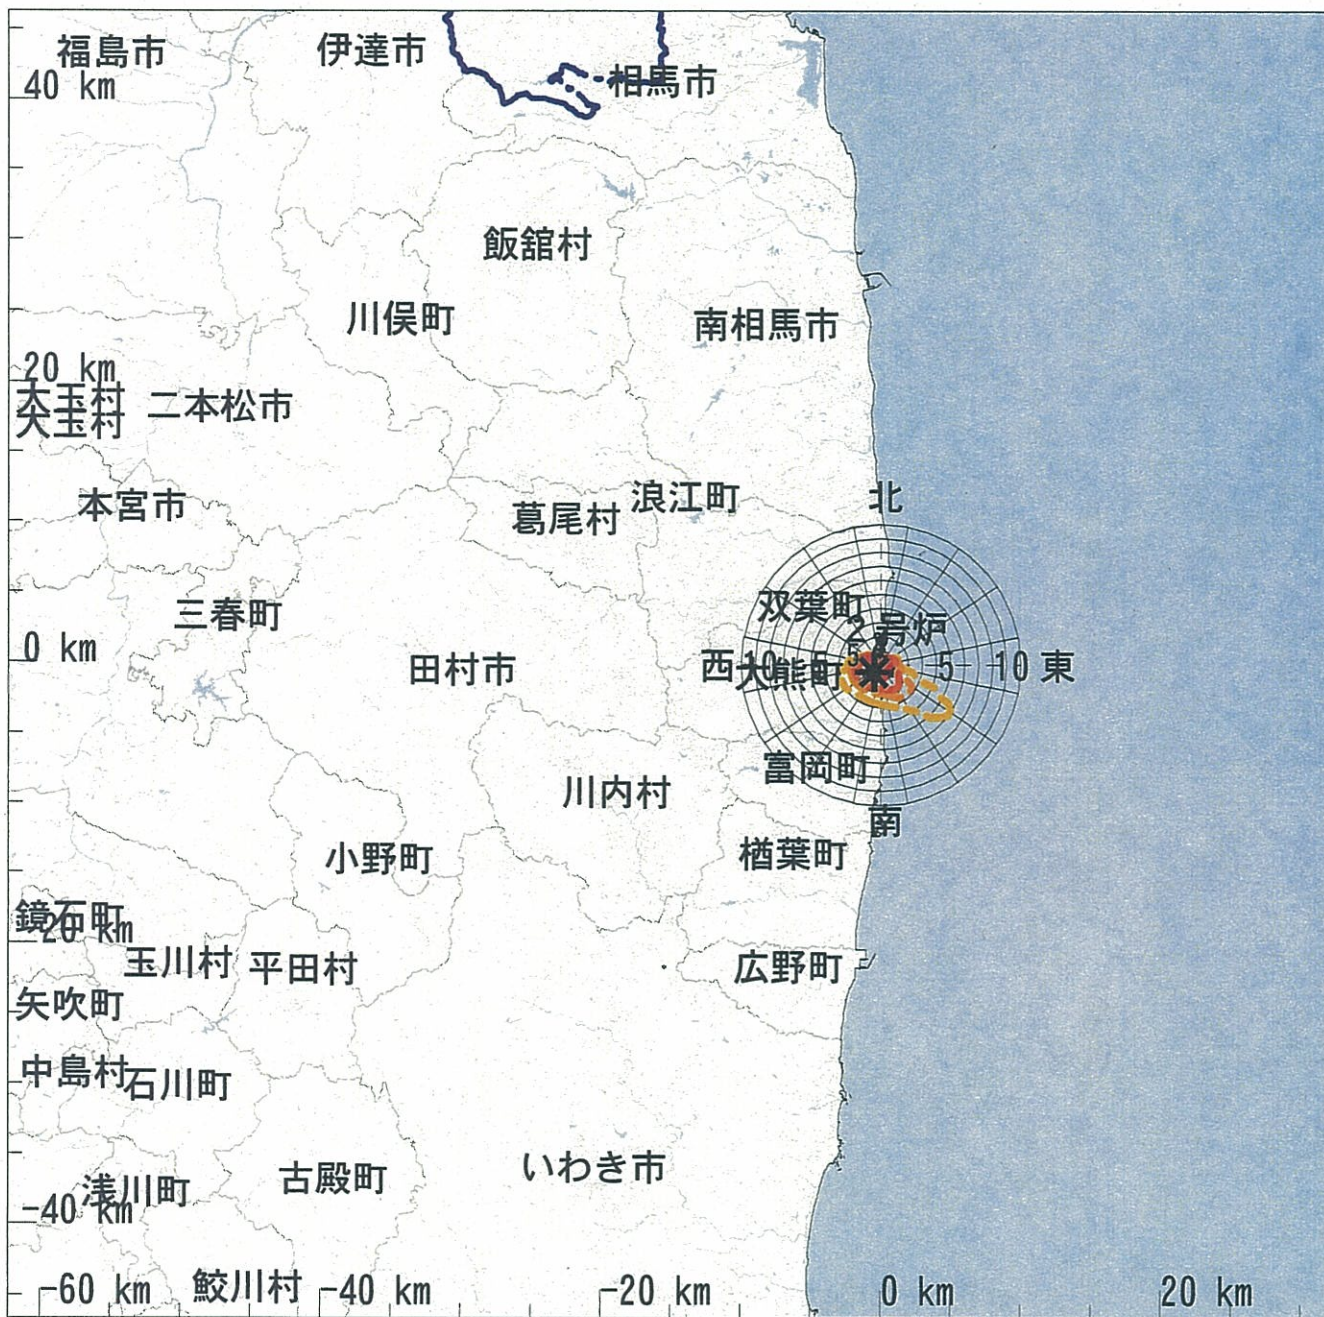 福島市
伊達市
相馬市
40 km
飯舘村
川俣町
南相馬市
20 km
大玉村
二本松市
大玉村
本宮市
葛尾村
浪江町
北
双葉町
三春町
2号炉
0 km
田村市
西 10 5 5 5 10 東
大熊町
富岡町
川内村
南
小野町
楢葉町
鏡石町
-20 km
玉川村
平田村
広野町
矢吹町
中島村
石川町
いわき市
古殿町
浅川町
-40 km
-60 km
鮫川村
-40 km
-20 km
0 km
20 km